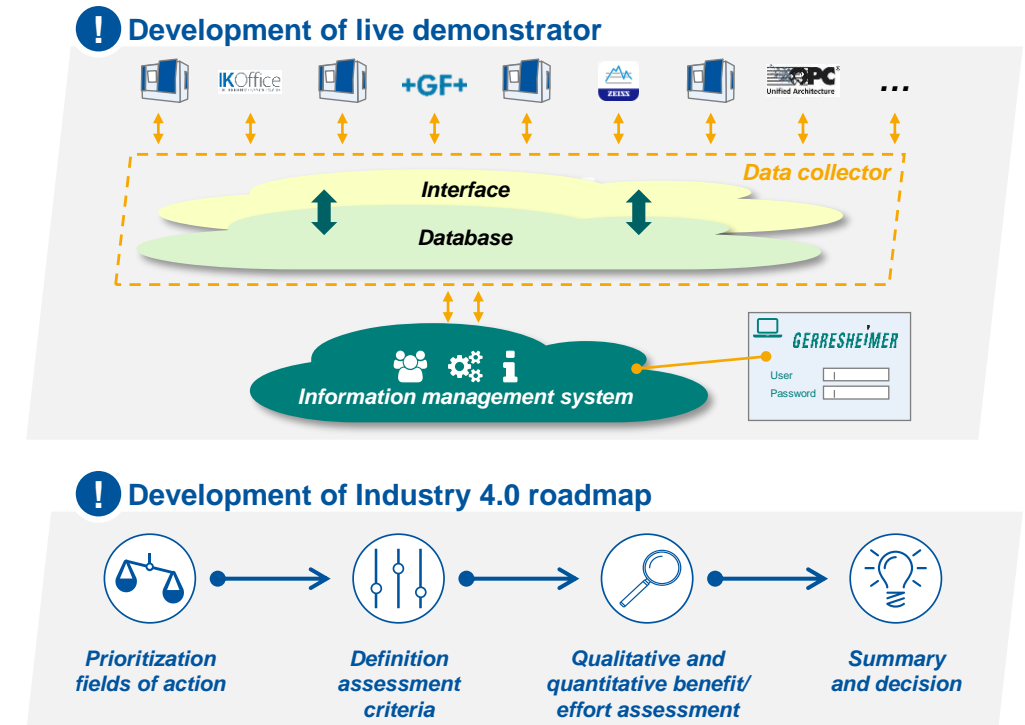 ! Development of live demonstrator
IKOffice
+GF+
ZEISS
OPC®
Unified Architecture
...
Data collector
Interface
Database
Information management system
GERRESHEIMER
User
Password
! Development of Industry 4.0 roadmap
Prioritization
fields of action
Definition
assessment
criteria
Qualitative and
quantitative benefit/
effort assessment
Summary
and decision